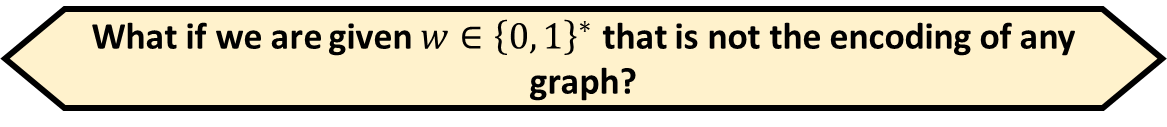 What if we are given w ∈ {0, 1}* that is not the encoding of any
graph?